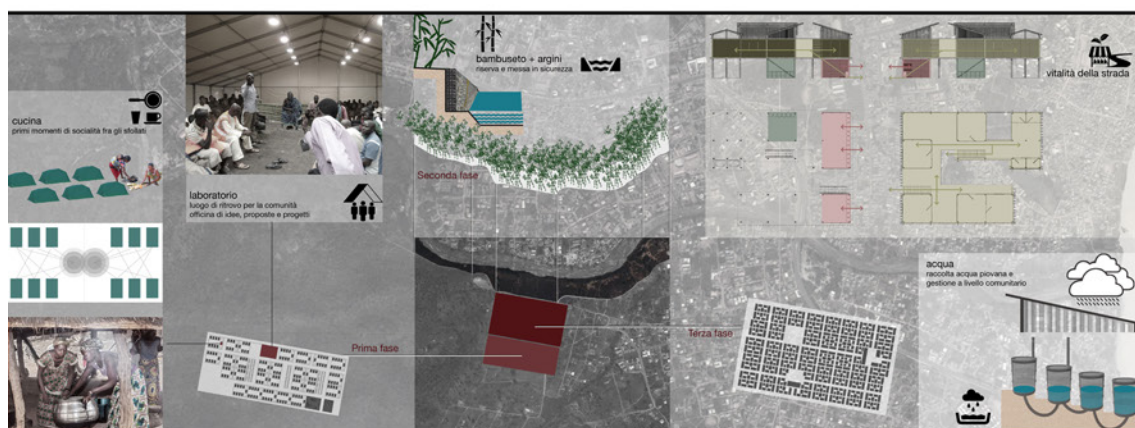 cucina
primi momenti di socialità fra gli sfollati
laboratorio
luogo di ritrovo per la comunità
officina di idee, proposte e progetti
bambuseto + argini
riserva e messa in sicurezza
Seconda fase
Prima fase
Terza fase
vitalità della strada
acqua
raccolta acqua piovana e
gestione a livello comunitario